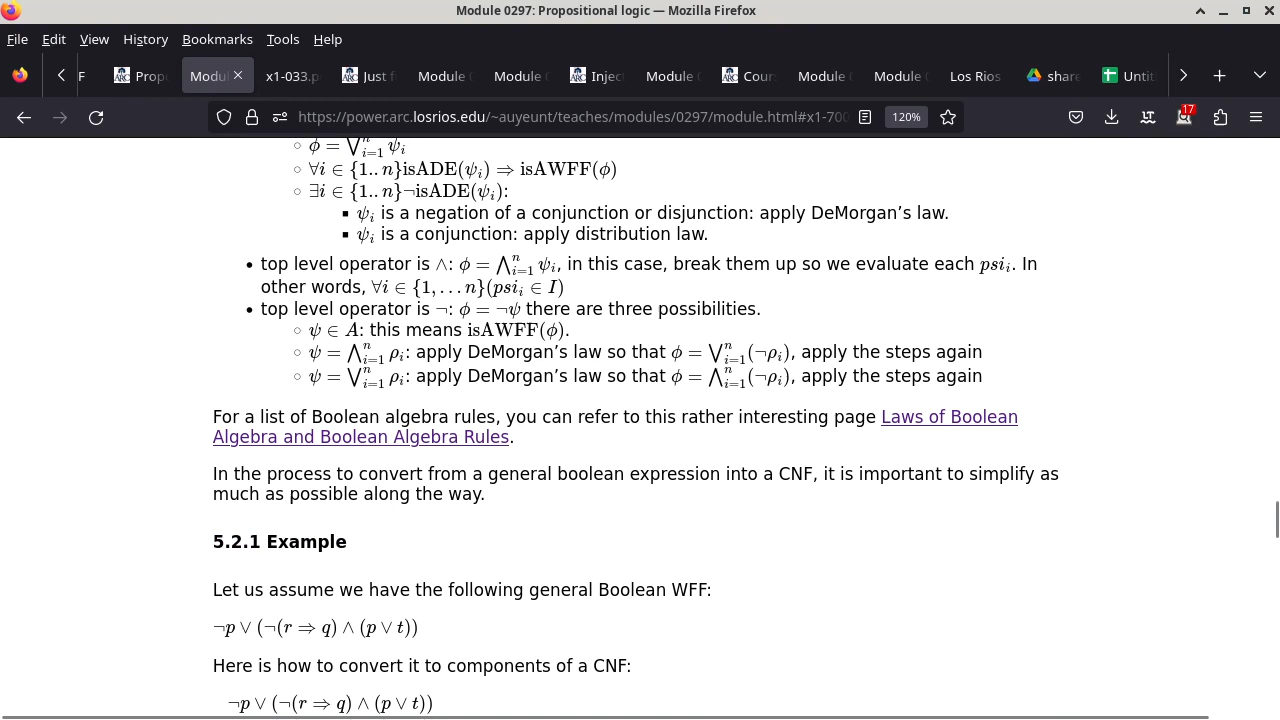 Module 0297: Propositional logic — Mozilla Firefox
File Edit View History Bookmarks Tools Help
F Propo Modul x1-033.p Just f Module Module Inject Module Cour Module Module Los Rios share Untit
https://power.arc.losrios.edu/~auyeunt/teaches/modules/0297/module.html#x1-700 120% 17
ϕ = ⋁ⁿᵢ₌₁ ψᵢ
∀i ∈ {1..n}isADE(ψᵢ) ⇒ isAWFF(ϕ)
∃i ∈ {1..n}¬isADE(ψᵢ):
ψᵢ is a negation of a conjunction or disjunction: apply DeMorgan’s law.
ψᵢ is a conjunction: apply distribution law.
top level operator is ∧: ϕ = ⋀ⁿᵢ₌₁ ψᵢ, in this case, break them up so we evaluate each psiᵢ. In
other words, ∀i ∈ {1, … n}(psiᵢ ∈ I)
top level operator is ¬: ϕ = ¬ψ there are three possibilities.
ψ ∈ A: this means isAWFF(ϕ).
ψ = ⋀ⁿᵢ₌₁ ρᵢ: apply DeMorgan’s law so that ϕ = ⋁ⁿᵢ₌₁(¬ρᵢ), apply the steps again
ψ = ⋁ⁿᵢ₌₁ ρᵢ: apply DeMorgan’s law so that ϕ = ⋀ⁿᵢ₌₁(¬ρᵢ), apply the steps again
For a list of Boolean algebra rules, you can refer to this rather interesting page Laws of Boolean
Algebra and Boolean Algebra Rules.
In the process to convert from a general boolean expression into a CNF, it is important to simplify as
much as possible along the way.
5.2.1 Example
Let us assume we have the following general Boolean WFF:
¬p ∨ (¬(r ⇒ q) ∧ (p ∨ t))
Here is how to convert it to components of a CNF:
¬p ∨ (¬(r ⇒ q) ∧ (p ∨ t))